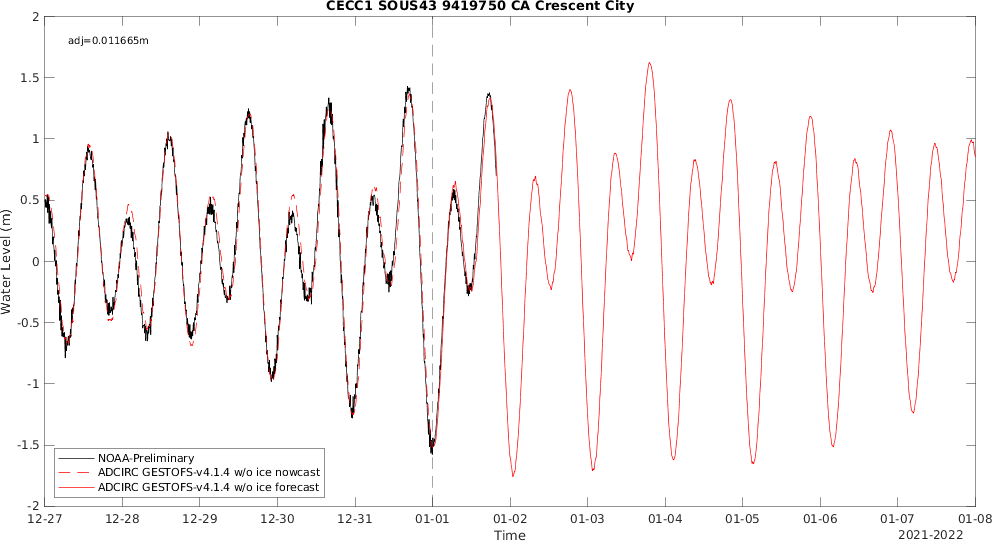 CECC1 SOUS43 9419750 CA Crescent City
adj=0.011665m
2
1.5
1
0.5
0
-0.5
-1
-1.5
-2
Water Level (m)
NOAA-Preliminary
ADCIRC GESTOFS-v4.1.4 w/o ice nowcast
ADCIRC GESTOFS-v4.1.4 w/o ice forecast
12-27 12-28 12-29 12-30 12-31 01-01 01-02 01-03 01-04 01-05 01-06 01-07 01-08
Time
2021-2022